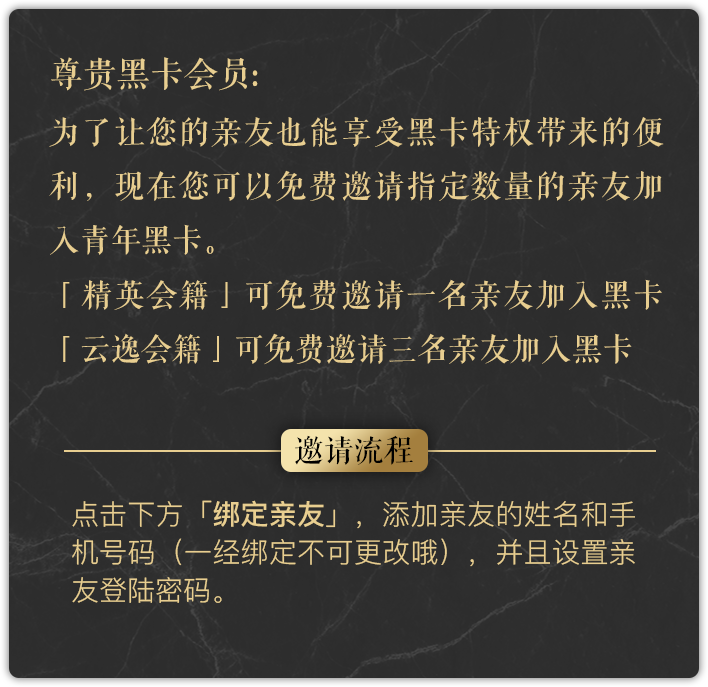 尊贵黑卡会员:
为了让您的亲友也能享受黑卡特权带来的便
利，现在您可以免费邀请指定数量的亲友加
入青年黑卡。
「精英会籍」可免费邀请一名亲友加入黑卡
「云逸会籍」可免费邀请三名亲友加入黑卡
邀请流程
点击下方「绑定亲友」，添加亲友的姓名和手
机号码（一经绑定不可更改哦），并且设置亲
友登陆密码。